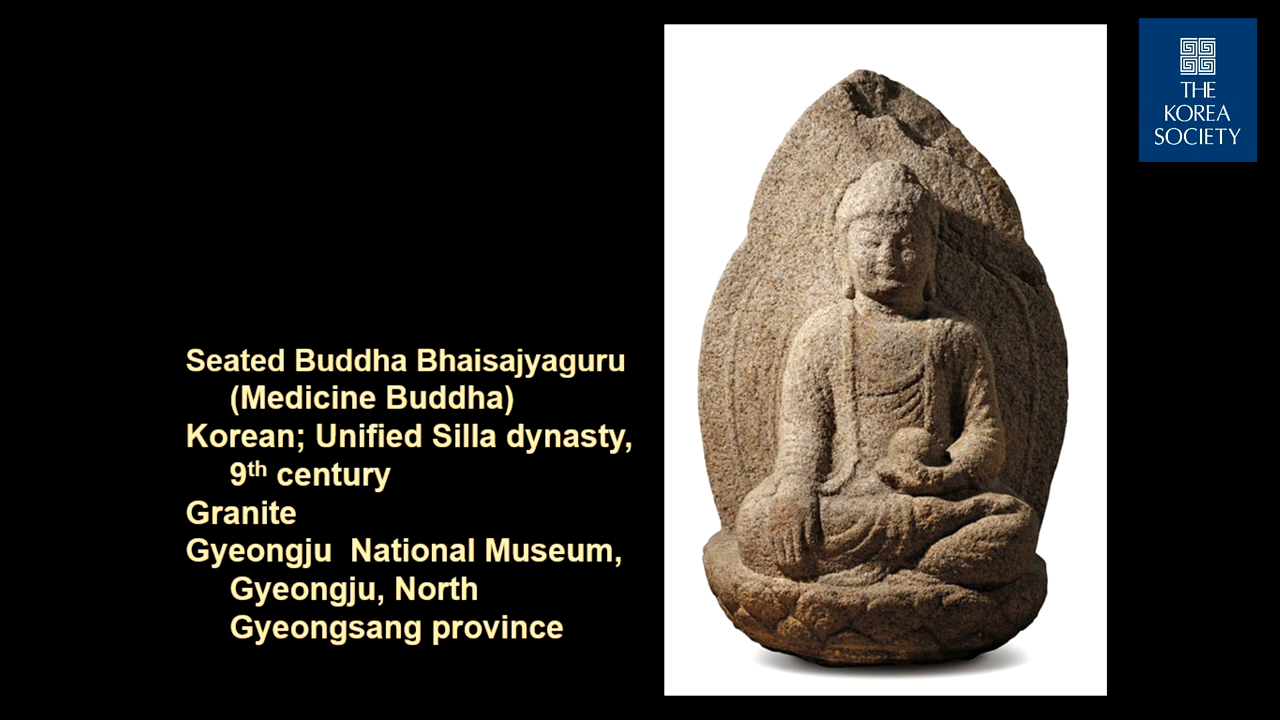 Seated Buddha Bhaisajyaguru
(Medicine Buddha)
Korean; Unified Silla dynasty,
9th century
Granite
Gyeongju  National Museum,
Gyeongju, North
Gyeongsang province
THE
KOREA
SOCIETY